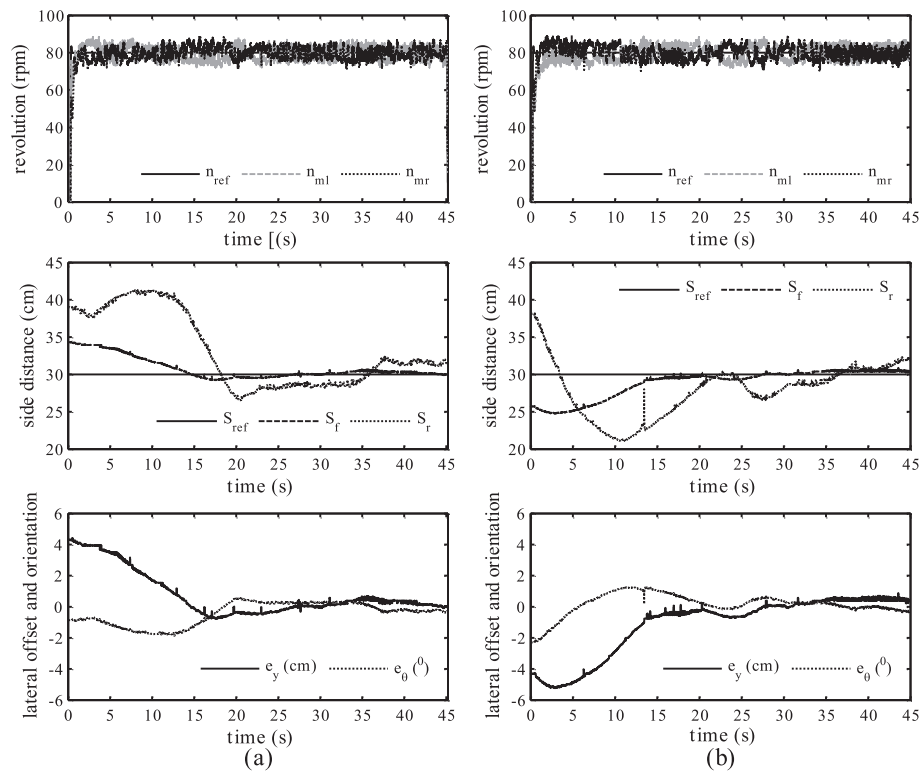 100
80
60
40
20
0
revolution (rpm)
n_ref n_ml n_mr
0 5 10 15 20 25 30 35 40 45
time [(s)
100
80
60
40
20
0
revolution (rpm)
n_ref n_ml n_mr
0 5 10 15 20 25 30 35 40 45
time (s)
45
40
35
30
25
20
side distance (cm)
S_ref S_f S_r
0 5 10 15 20 25 30 35 40 45
time (s)
45
40
35
30
25
20
side distance (cm)
S_ref S_f S_r
0 5 10 15 20 25 30 35 40 45
time (s)
6
4
2
0
-2
-4
-6
lateral offset and orientation
e_y (cm) e_θ (⁰)
0 5 10 15 20 25 30 35 40 45
time (s)
(a)
6
4
2
0
-2
-4
-6
lateral offset and orientation
e_y (cm) e_θ (⁰)
0 5 10 15 20 25 30 35 40 45
time (s)
(b)